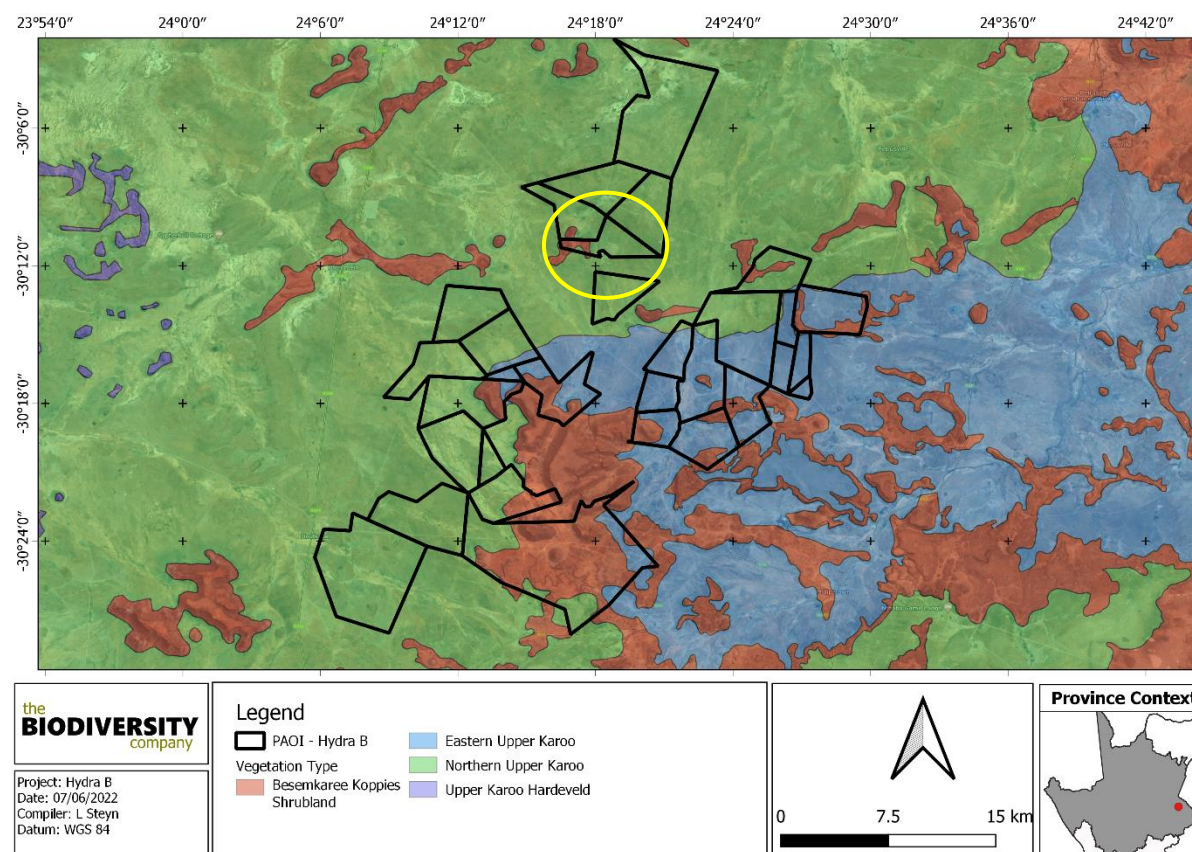 23°54'0" 24°0'0" 24°6'0" 24°12'0" 24°18'0" 24°24'0" 24°30'0" 24°36'0" 24°42'0"
-30°6'0"
-30°12'0"
-30°18'0"
-30°24'0"
the
BIODIVERSITY
company
Project: Hydra B
Date: 07/06/2022
Compiler: L Steyn
Datum: WGS 84
Legend
PAOI - Hydra B
Vegetation Type
Besemkaree Koppies
Shrubland
Eastern Upper Karoo
Northern Upper Karoo
Upper Karoo Hardeveld
0 7.5 15 km
Province Context